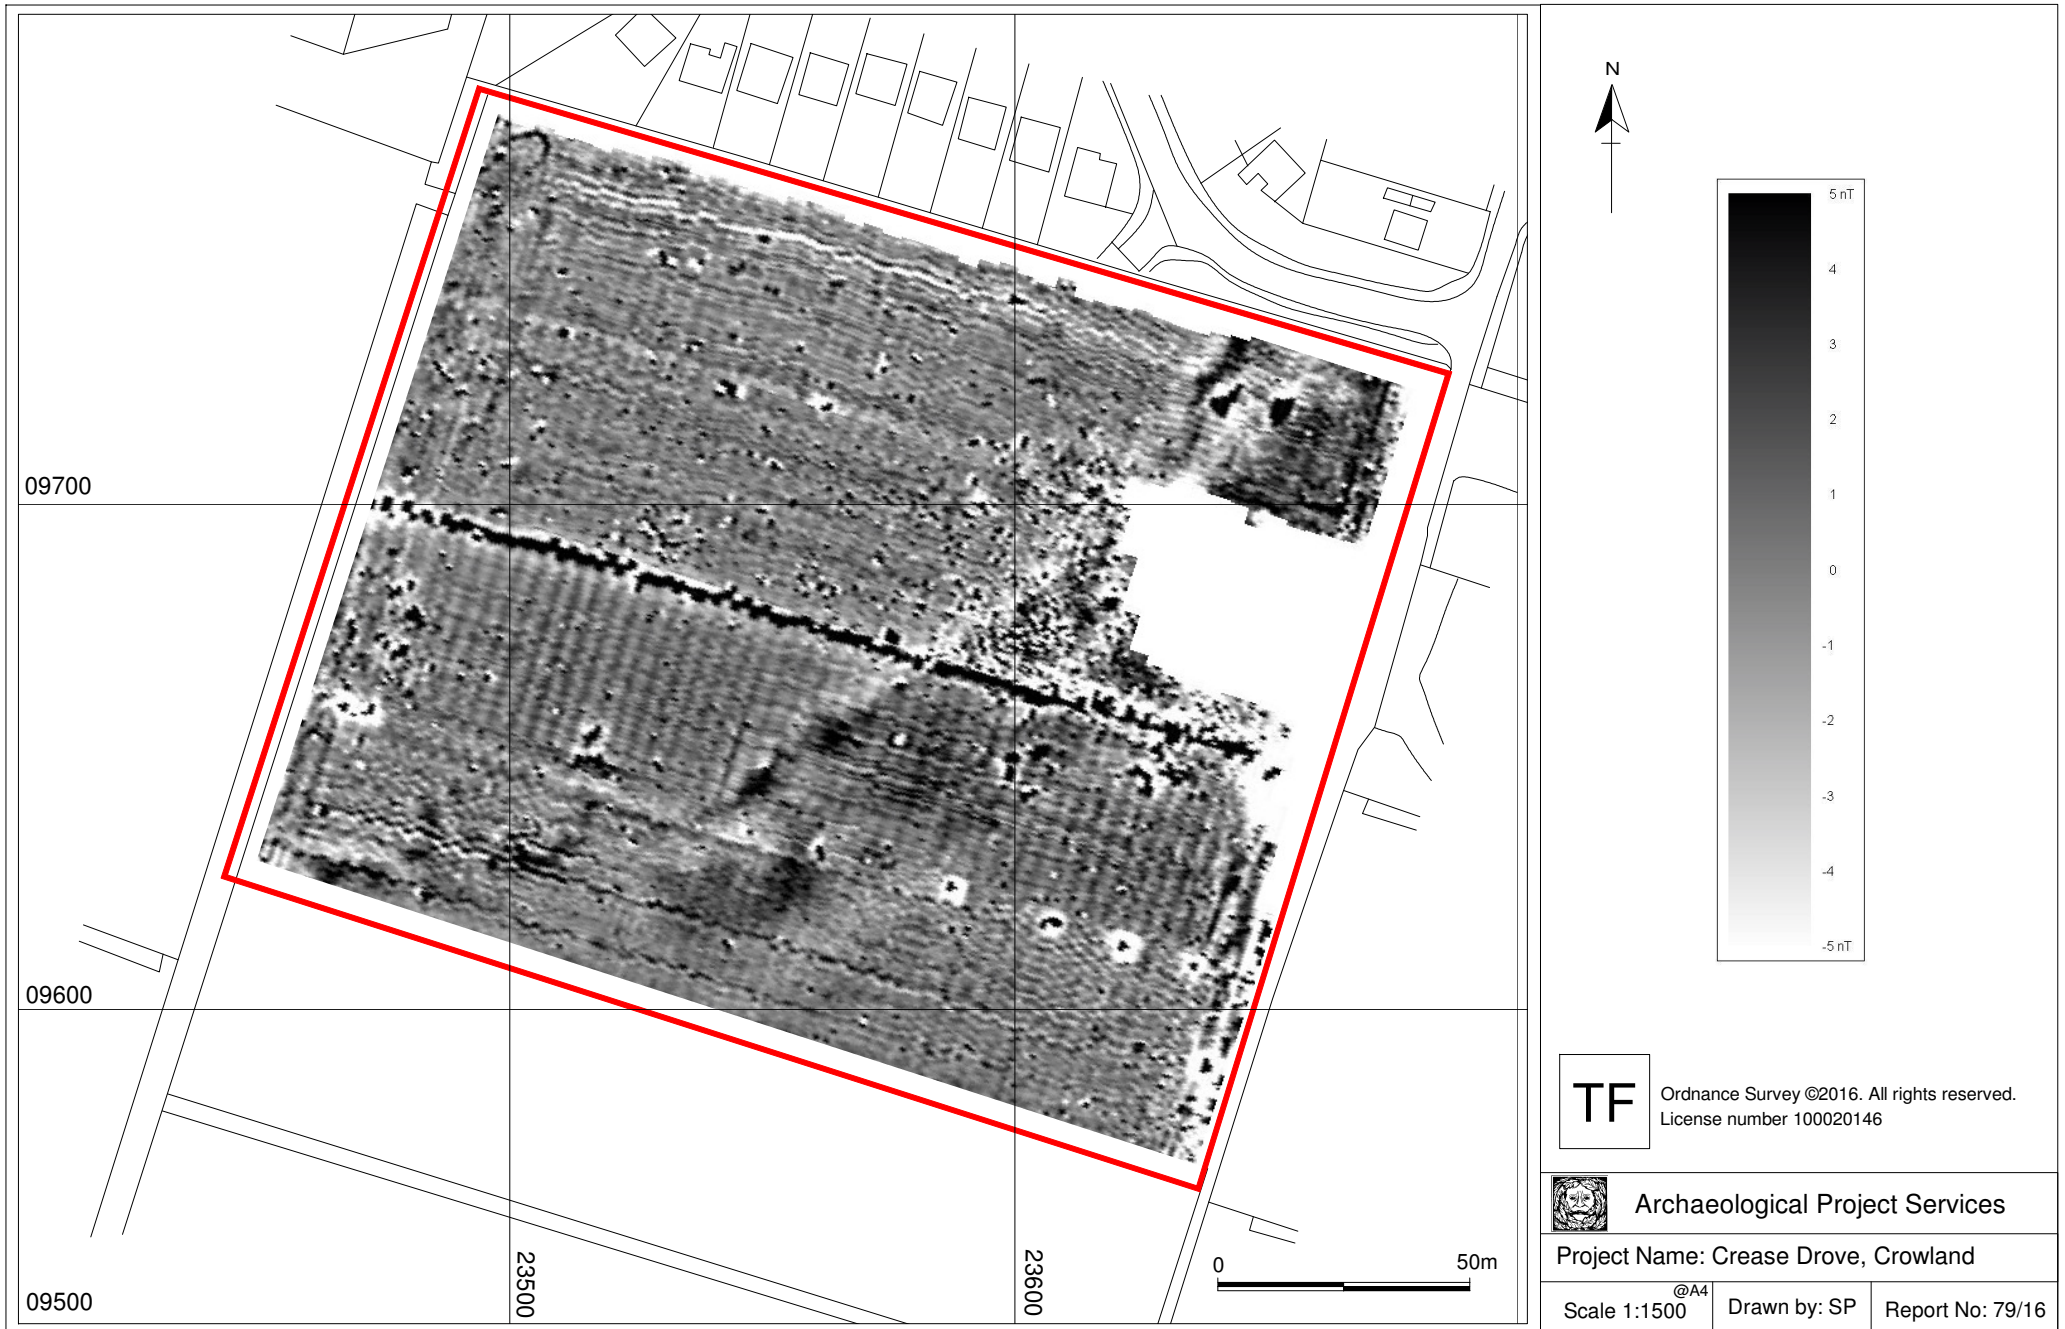 N
5 nT
4
3
2
1
0
-1
-2
-3
-4
-5 nT
09700
09600
09500
23500
23600
0 50m
TF
Ordnance Survey ©2016. All rights reserved.
License number 100020146
Archaeological Project Services
Project Name: Crease Drove, Crowland
Scale 1:1500 @A4
Drawn by: SP
Report No: 79/16